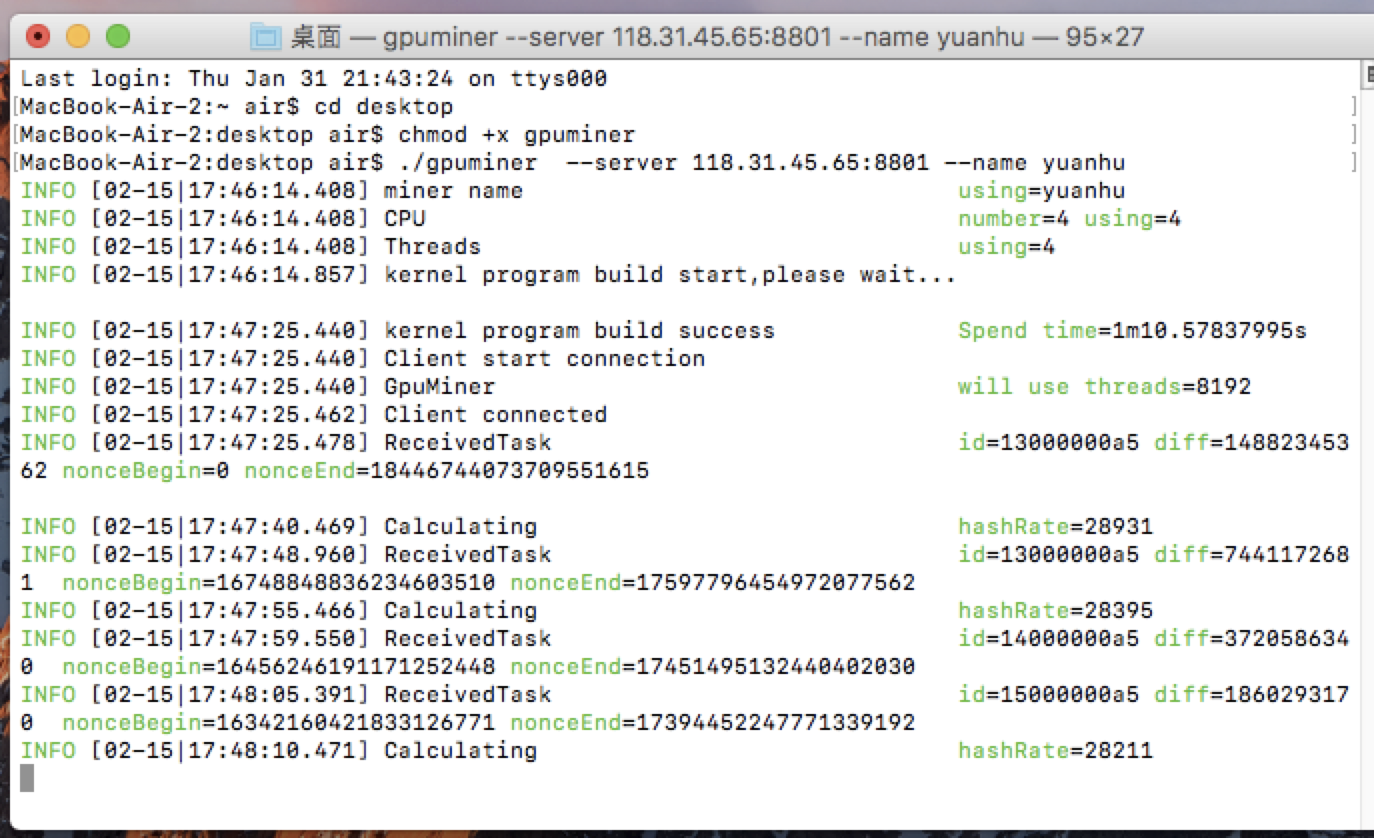 桌面 — gpuminer --server 118.31.45.65:8801 --name yuanhu — 95×27
Last login: Thu Jan 31 21:43:24 on ttys000
[MacBook-Air-2:~ air$ cd desktop ]
[MacBook-Air-2:desktop air$ chmod +x gpuminer ]
[MacBook-Air-2:desktop air$ ./gpuminer  --server 118.31.45.65:8801 --name yuanhu ]
INFO [02-15|17:46:14.408] miner name using=yuanhu
INFO [02-15|17:46:14.408] CPU number=4 using=4
INFO [02-15|17:46:14.408] Threads using=4
INFO [02-15|17:46:14.857] kernel program build start,please wait...
INFO [02-15|17:47:25.440] kernel program build success Spend time=1m10.57837995s
INFO [02-15|17:47:25.440] Client start connection
INFO [02-15|17:47:25.440] GpuMiner will use threads=8192
INFO [02-15|17:47:25.462] Client connected
INFO [02-15|17:47:25.478] ReceivedTask id=13000000a5 diff=148823453
62 nonceBegin=0 nonceEnd=18446744073709551615
INFO [02-15|17:47:40.469] Calculating hashRate=28931
INFO [02-15|17:47:48.960] ReceivedTask id=13000000a5 diff=744117268
1  nonceBegin=16748848836234603510 nonceEnd=17597796454972077562
INFO [02-15|17:47:55.466] Calculating hashRate=28395
INFO [02-15|17:47:59.550] ReceivedTask id=14000000a5 diff=372058634
0  nonceBegin=16456246191171252448 nonceEnd=17451495132440402030
INFO [02-15|17:48:05.391] ReceivedTask id=15000000a5 diff=186029317
0  nonceBegin=16342160421833126771 nonceEnd=17394452247771339192
INFO [02-15|17:48:10.471] Calculating hashRate=28211